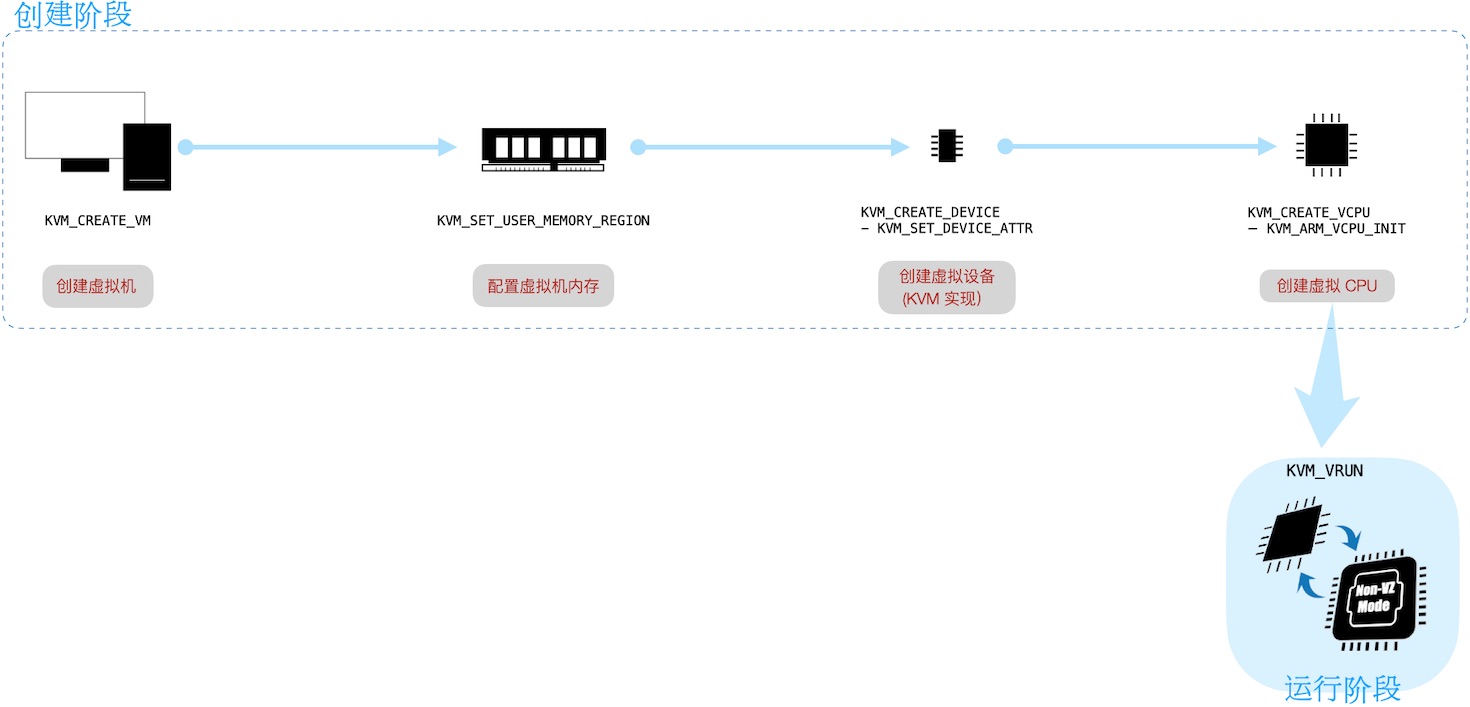 创建阶段
KVM_CREATE_VM
创建虚拟机
KVM_SET_USER_MEMORY_REGION
配置虚拟机内存
KVM_CREATE_DEVICE
– KVM_SET_DEVICE_ATTR
创建虚拟设备
(KVM 实现）
KVM_CREATE_VCPU
– KVM_ARM_VCPU_INIT
创建虚拟 CPU
KVM_VRUN
Non-VZ
Mode
运行阶段